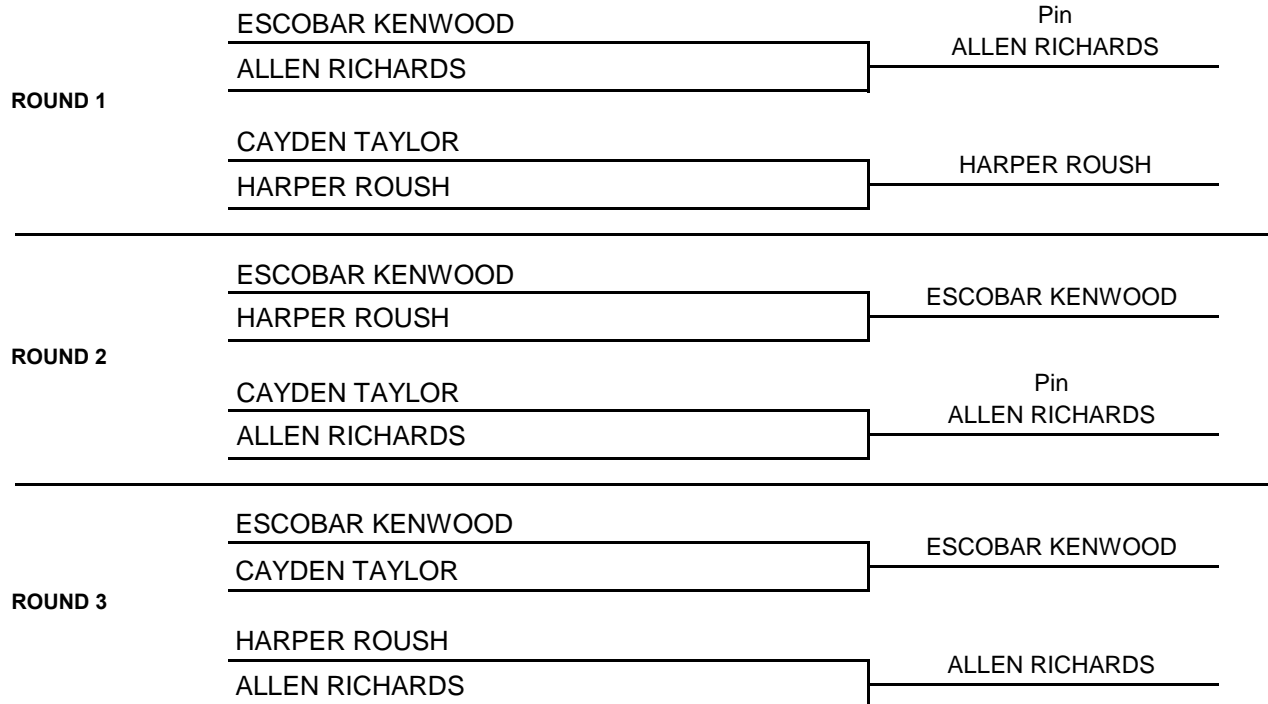 ESCOBAR KENWOOD
Pin
ALLEN RICHARDS
ALLEN RICHARDS
ROUND 1
CAYDEN TAYLOR
HARPER ROUSH
HARPER ROUSH
ESCOBAR KENWOOD
ESCOBAR KENWOOD
HARPER ROUSH
ROUND 2
CAYDEN TAYLOR
Pin
ALLEN RICHARDS
ALLEN RICHARDS
ESCOBAR KENWOOD
ESCOBAR KENWOOD
CAYDEN TAYLOR
ROUND 3
HARPER ROUSH
ALLEN RICHARDS
ALLEN RICHARDS